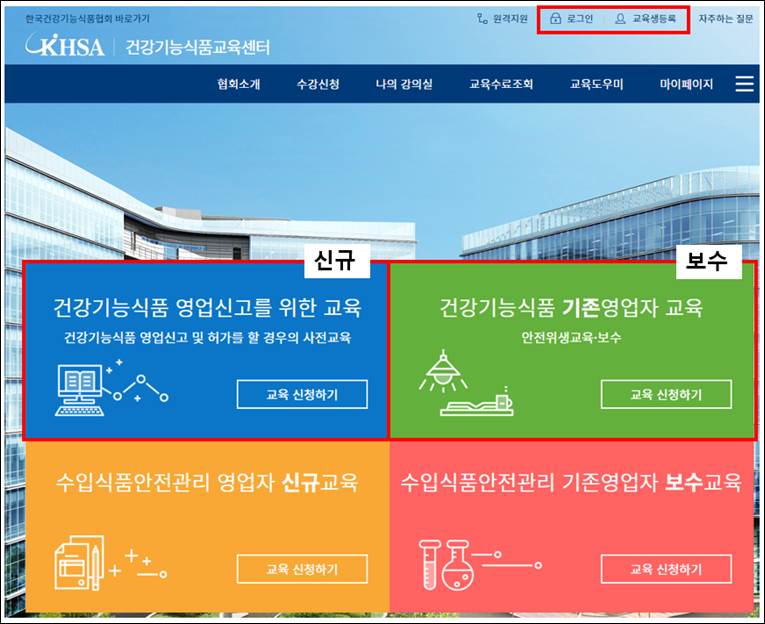 한국건강기능식품협회 바로가기
원격지원 로그인 교육생등록 자주하는 질문
KHSA 건강기능식품교육센터
협회소개 수강신청 나의 강의실 교육수료조회 교육도우미 마이페이지
신규
건강기능식품 영업신고를 위한 교육
건강기능식품 영업신고 및 허가를 할 경우의 사전교육
교육 신청하기
보수
건강기능식품 기존영업자 교육
안전위생교육·보수
교육 신청하기
수입식품안전관리 영업자 신규교육
교육 신청하기
수입식품안전관리 기존영업자 보수교육
교육 신청하기